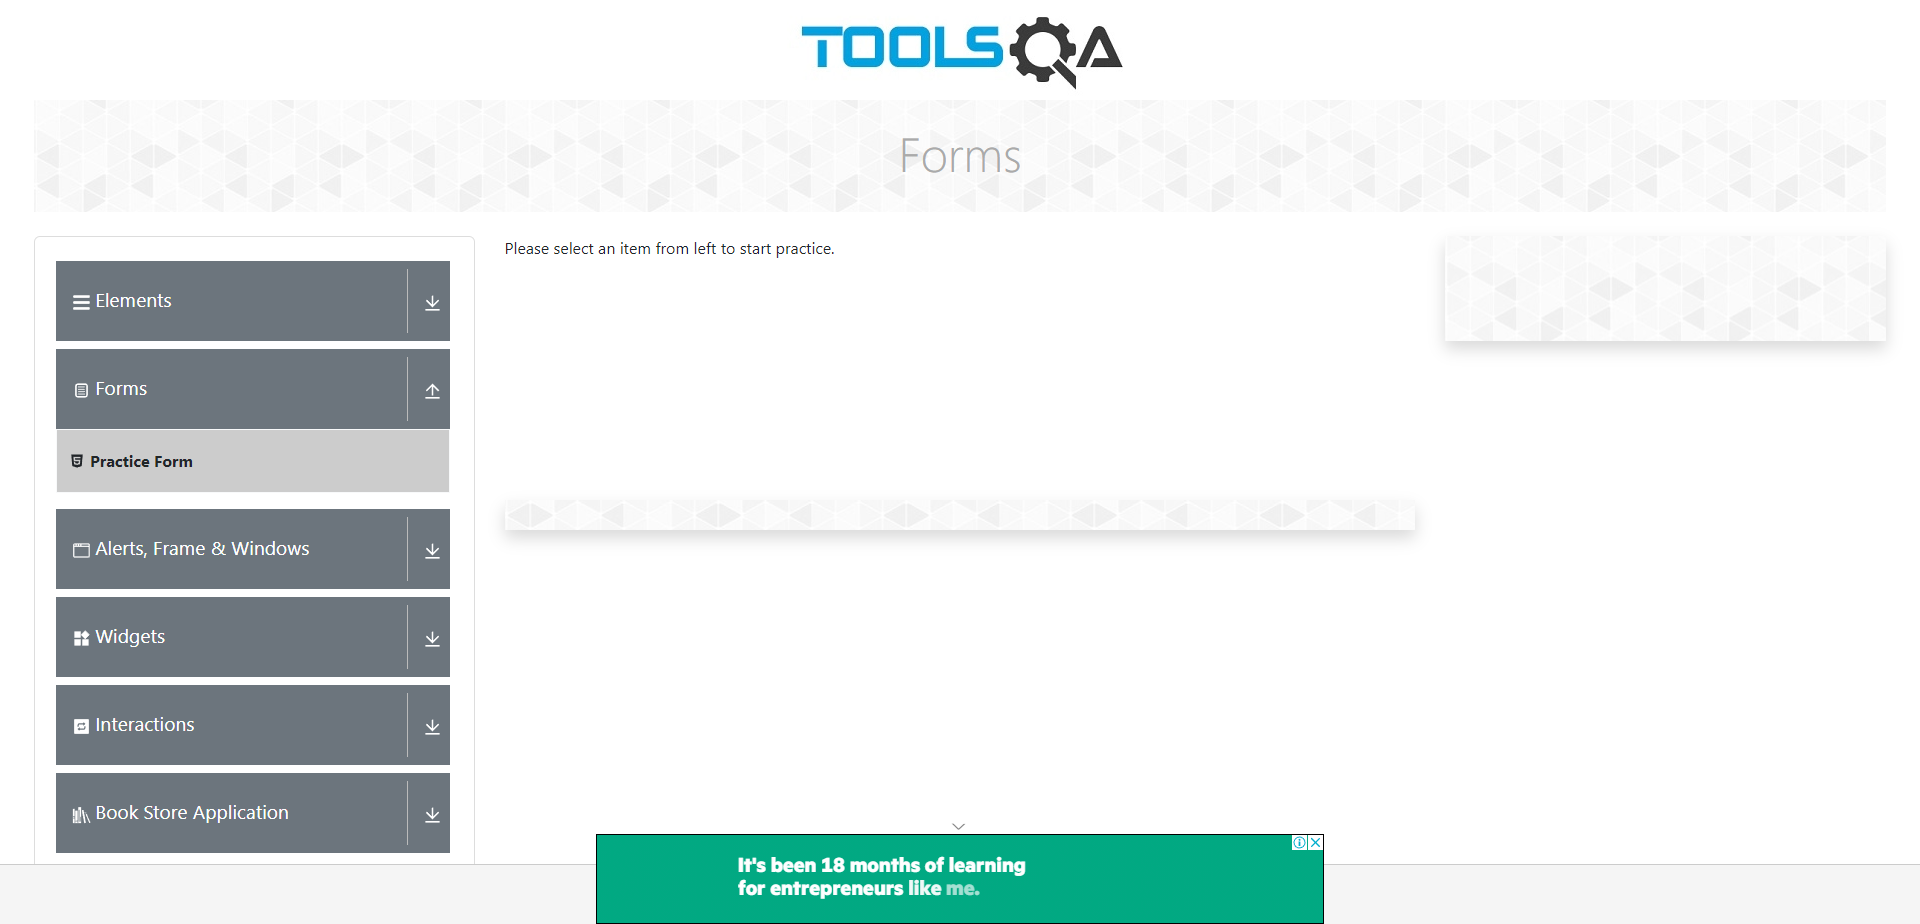 TOOLSQA
Forms
Elements
Forms
Practice Form
Alerts, Frame & Windows
Widgets
Interactions
Book Store Application
Please select an item from left to start practice.
It's been 18 months of learning
for entrepreneurs like me.